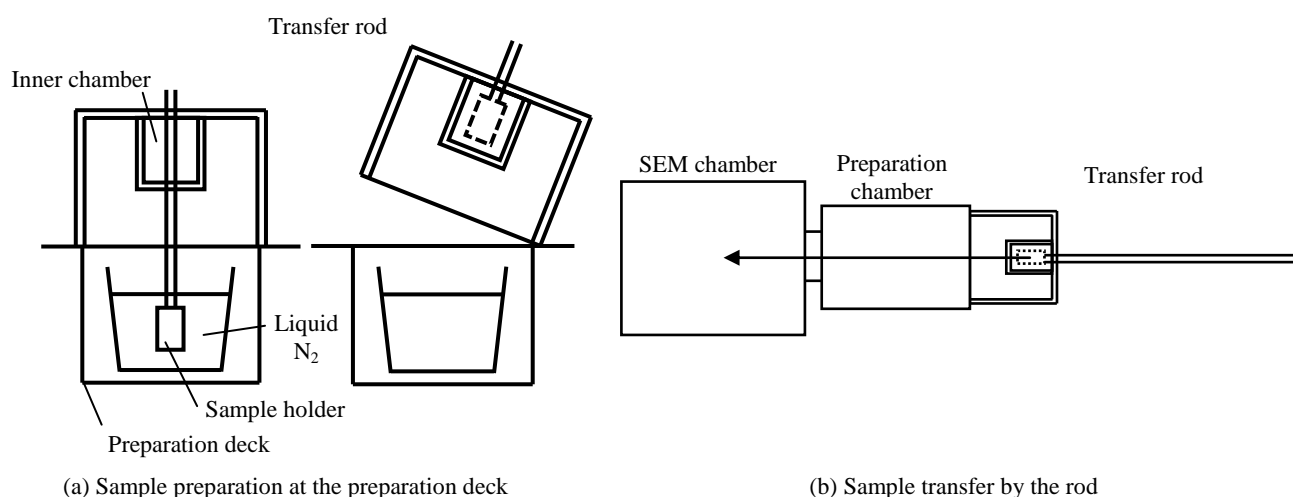 Transfer rod
Inner chamber
Liquid
N₂
Sample holder
Preparation deck
(a) Sample preparation at the preparation deck
SEM chamber
Preparation
chamber
Transfer rod
(b) Sample transfer by the rod